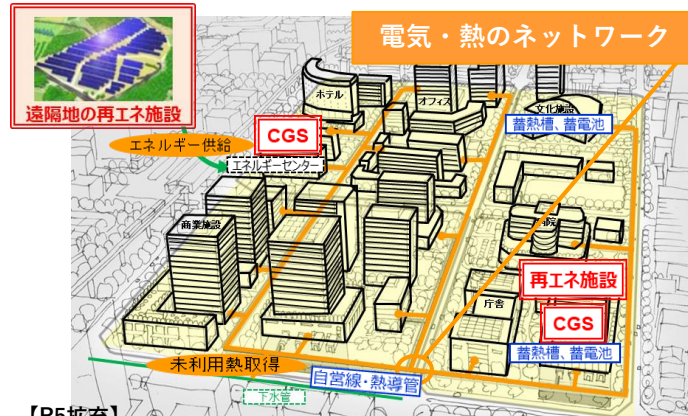 電気・熱のネットワーク
遠隔地の再エネ施設
ホテル
オフィス
文化施設
蓄熱槽、蓄電池
エネルギー供給
CGS
エネルギーセンター
商業施設
病院
再エネ施設
庁舎
CGS
蓄熱槽、蓄電池
未利用熱取得
自営線・熱導管
下水管
【R5拡充】